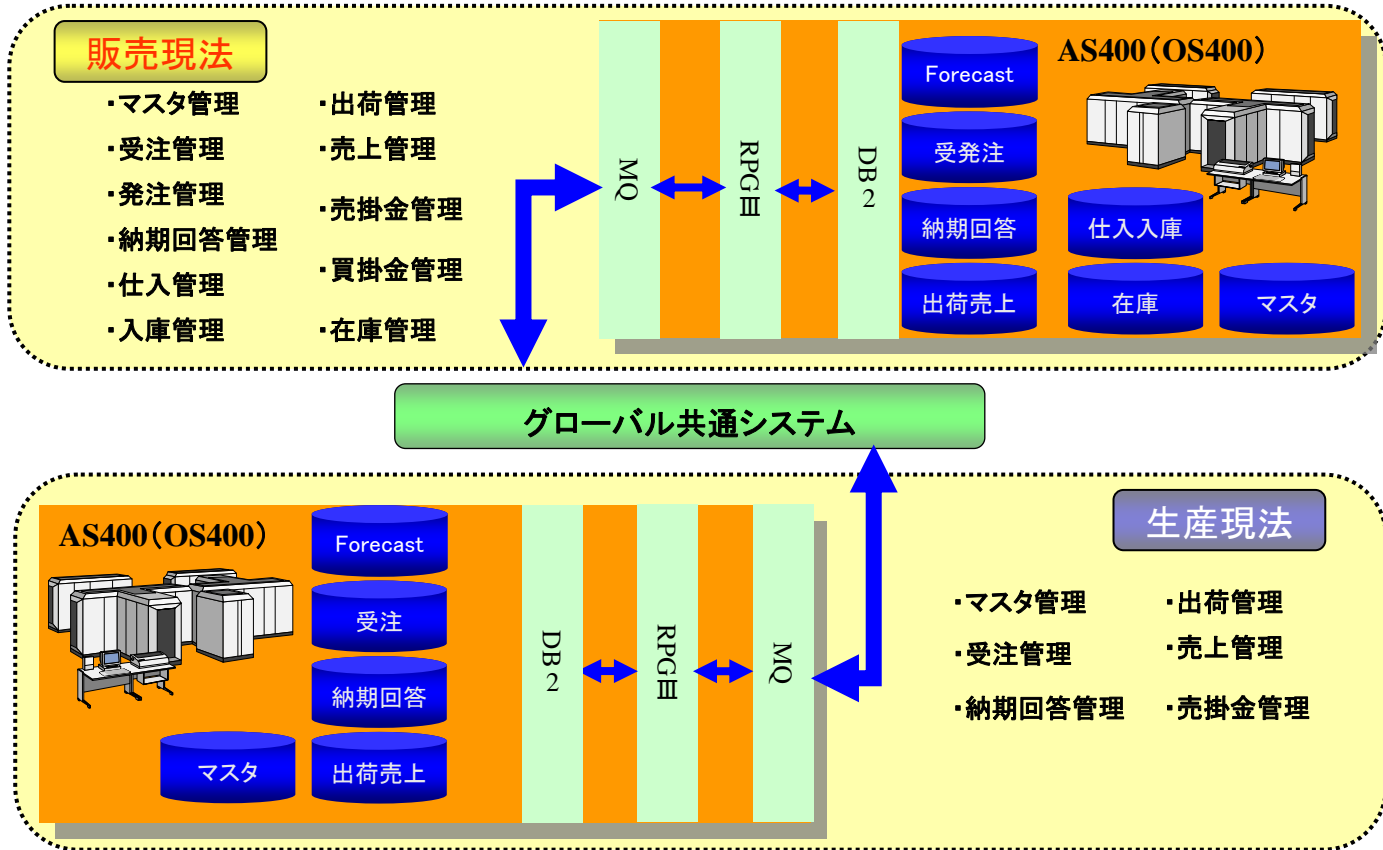 販売現法
・マスタ管理
・受注管理
・発注管理
・納期回答管理
・仕入管理
・入庫管理
・出荷管理
・売上管理
・売掛金管理
・買掛金管理
・在庫管理
MQ
RPGⅢ
DB2
AS400（OS400）
Forecast
受発注
納期回答
出荷売上
仕入入庫
在庫
マスタ
グローバル共通システム
AS400（OS400）
Forecast
受注
納期回答
出荷売上
マスタ
DB2
RPGⅢ
MQ
生産現法
・マスタ管理
・受注管理
・納期回答管理
・出荷管理
・売上管理
・売掛金管理